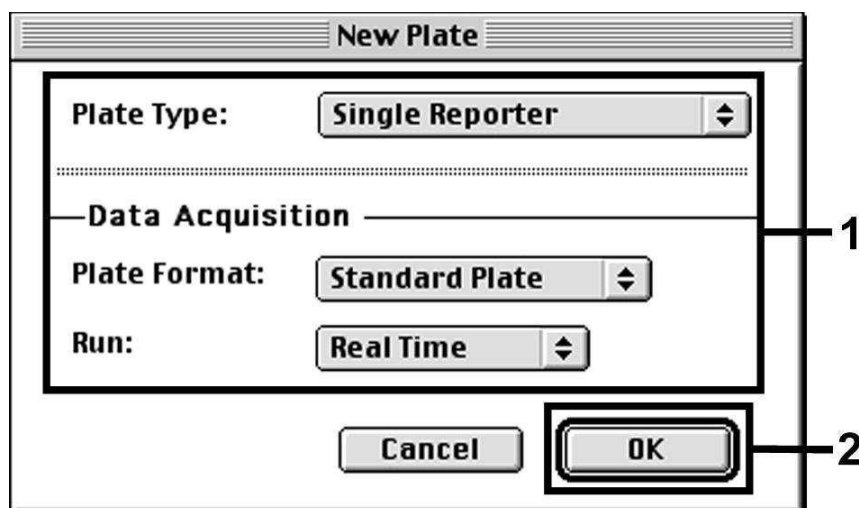 New Plate
Plate Type: Single Reporter
Data Acquisition
1
Plate Format: Standard Plate
Run: Real Time
Cancel OK 2